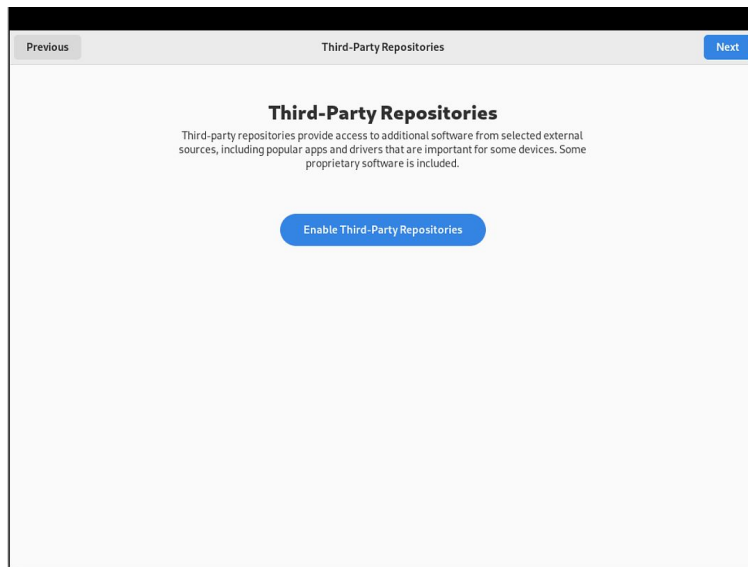 Previous
Third-Party Repositories
Next
Third-Party Repositories
Third-party repositories provide access to additional software from selected external
sources, including popular apps and drivers that are important for some devices. Some
proprietary software is included.
Enable Third-Party Repositories